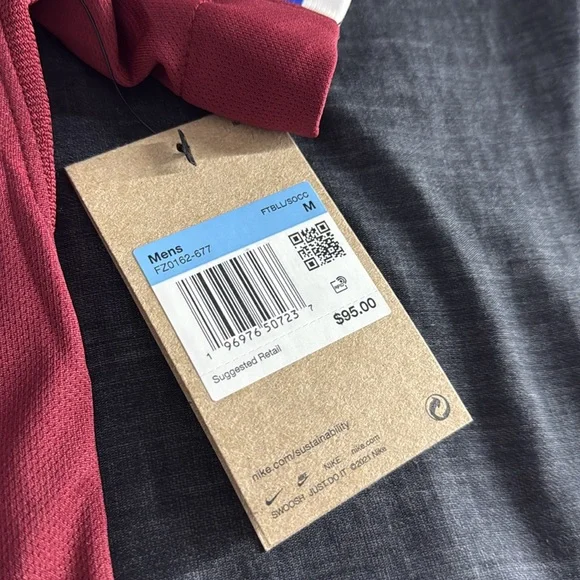 Mens
FTBLL/SOCC
FZ0162-677
M
RFID
1 96976 50723 7
$95.00
Suggested Retail
nike.com/sustainability
NIKE
nike.com
SWOOSH JUST DO IT ©2021 Nike